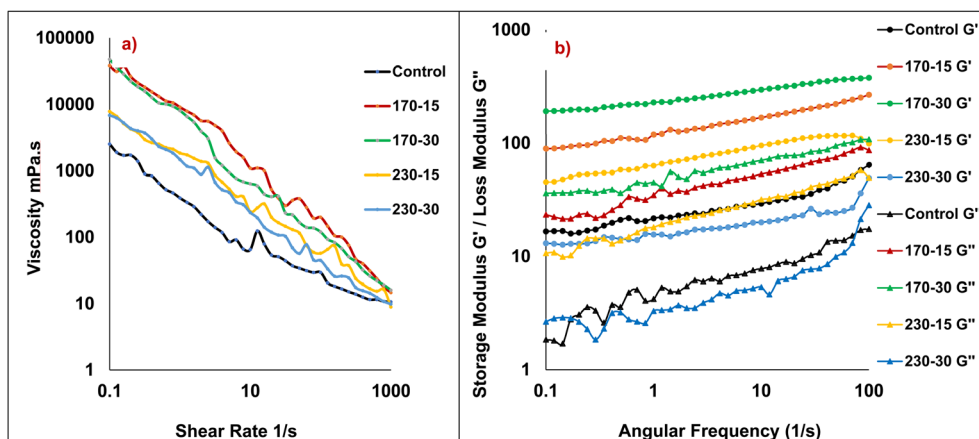 a)
100000
10000
1000
100
10
1
0.1
10
1000
Viscosity mPa.s
Shear Rate 1/s
Control
170-15
170-30
230-15
230-30
b)
1000
100
10
1
0.1
1
10
100
Storage Modulus G' / Loss Modulus G"
Angular Frequency (1/s)
Control G'
170-15 G'
170-30 G'
230-15 G'
230-30 G'
Control G"
170-15 G"
170-30 G"
230-15 G"
230-30 G"